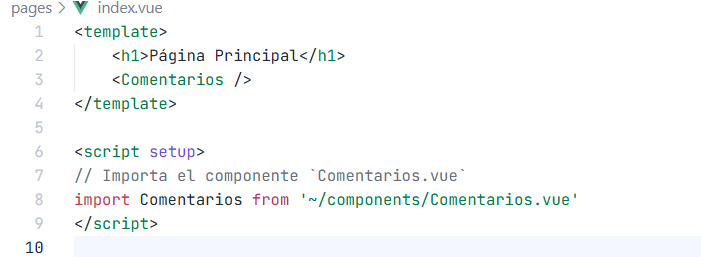 pages > index.vue
1 <template>
2     <h1>Página Principal</h1>
3     <Comentarios />
4 </template>
5
6 <script setup>
7 // Importa el componente `Comentarios.vue`
8 import Comentarios from '~/components/Comentarios.vue'
9 </script>
10